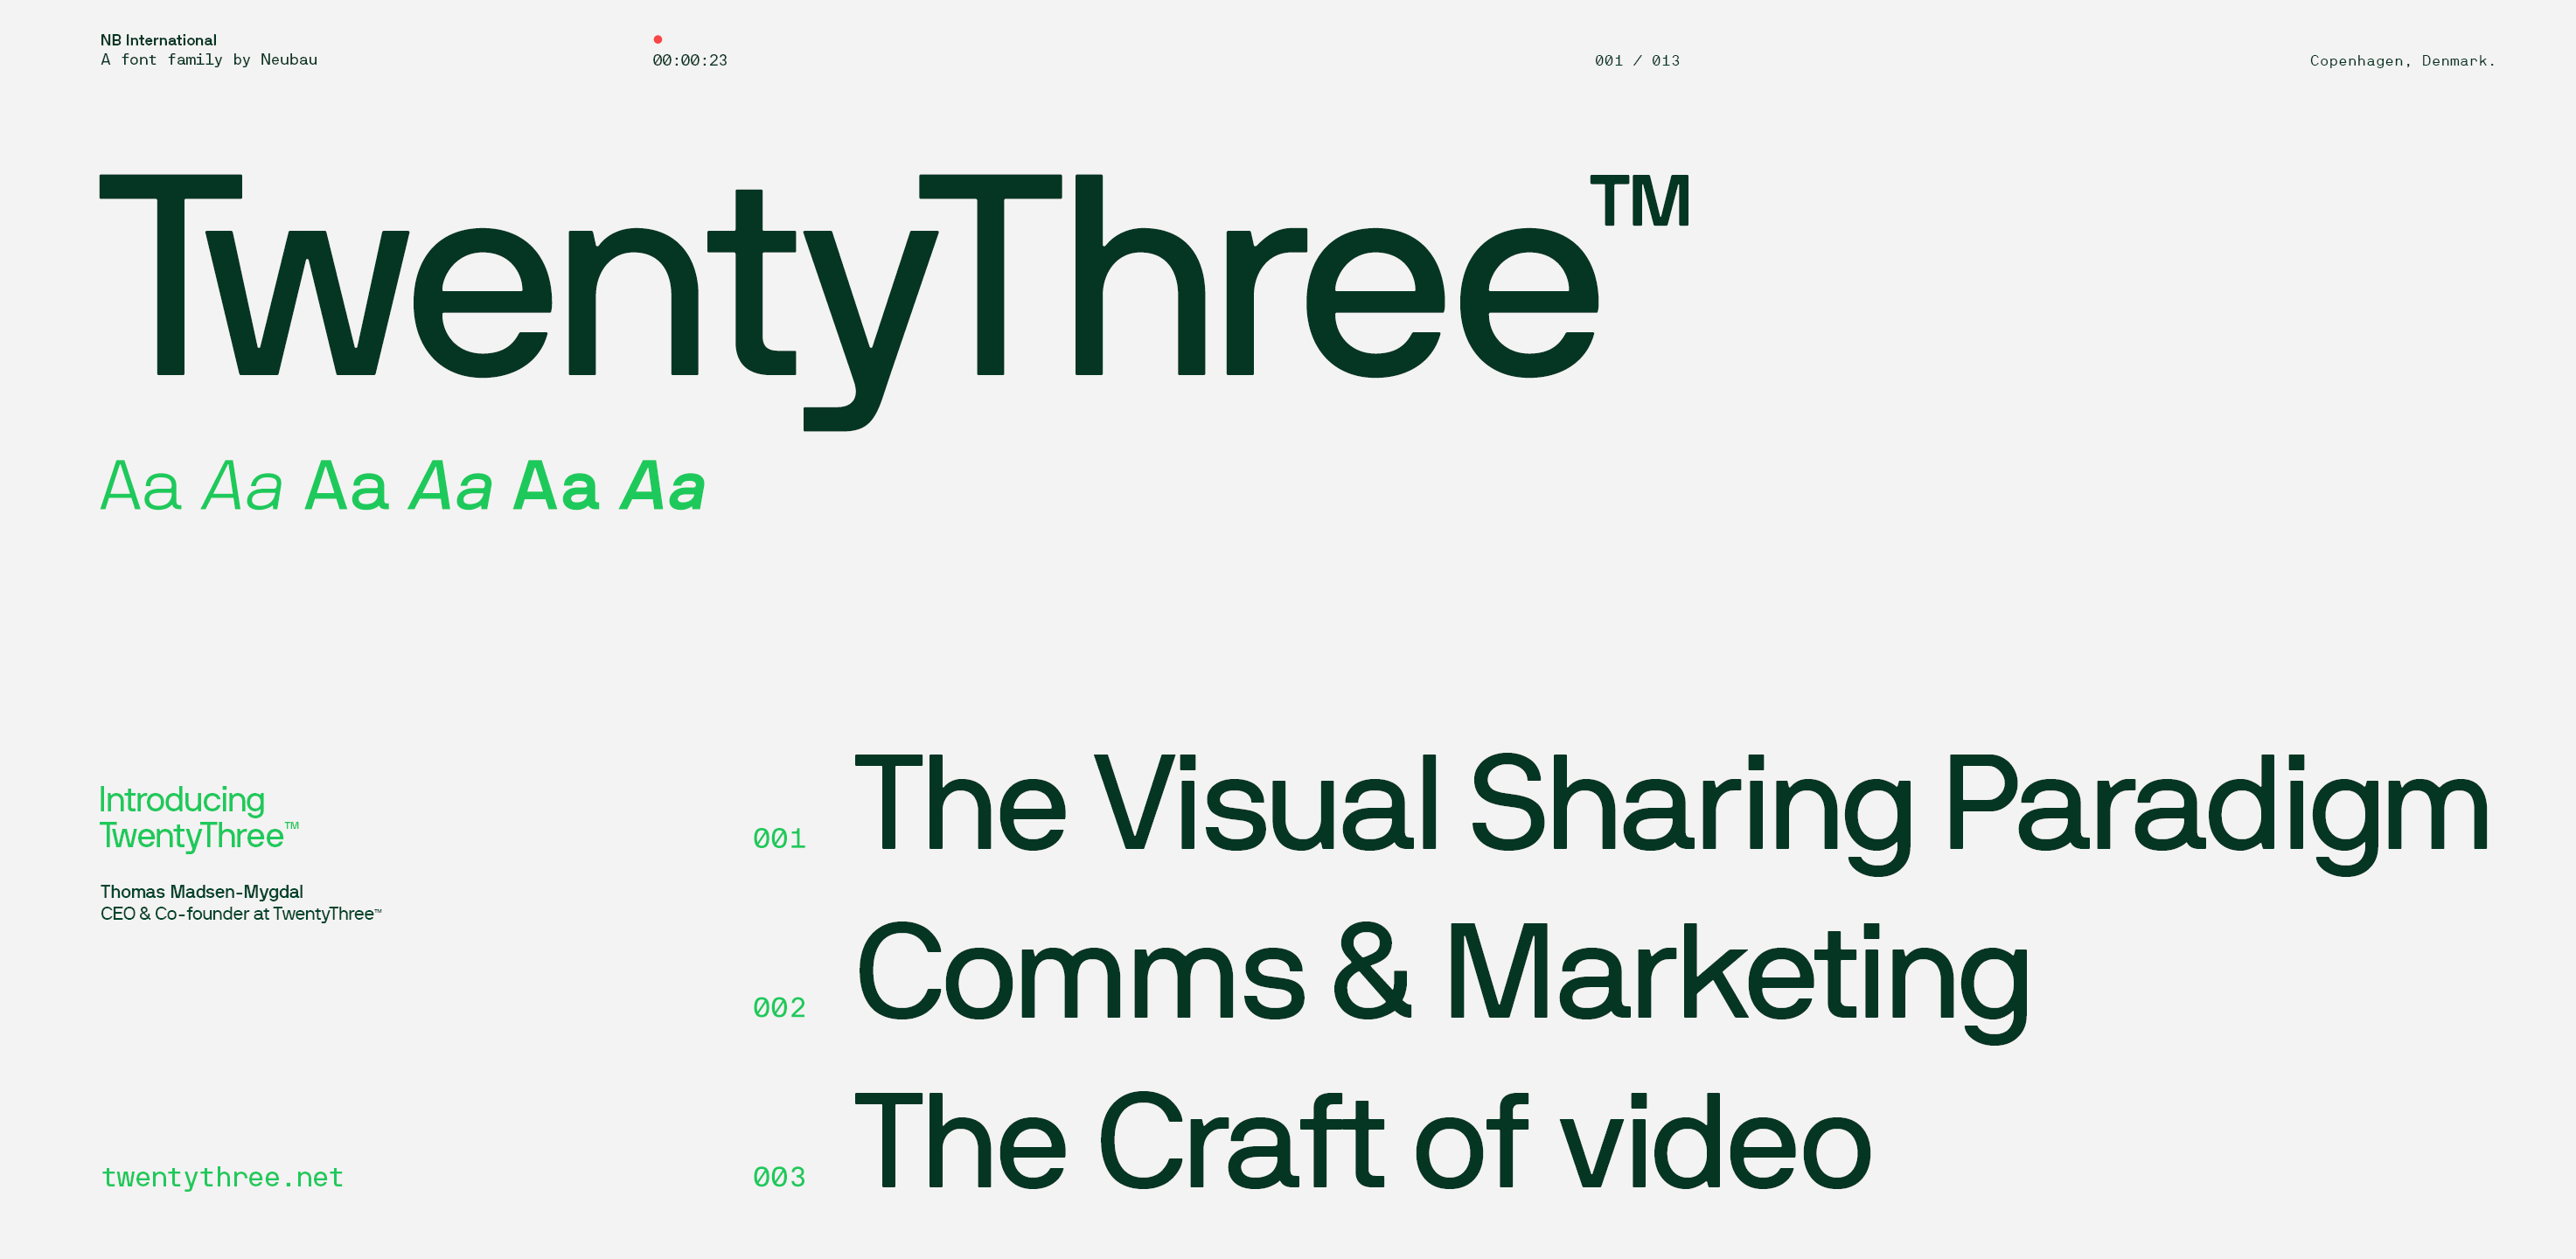 NB International
A font family by Neubau
00:00:23
001 / 013
Copenhagen, Denmark.
TwentyThree™
Aa Aa Aa Aa Aa Aa
Introducing
TwentyThree™
Thomas Madsen-Mygdal
CEO & Co-founder at TwentyThree™
twentythree.net
001 The Visual Sharing Paradigm
002 Comms & Marketing
003 The Craft of video